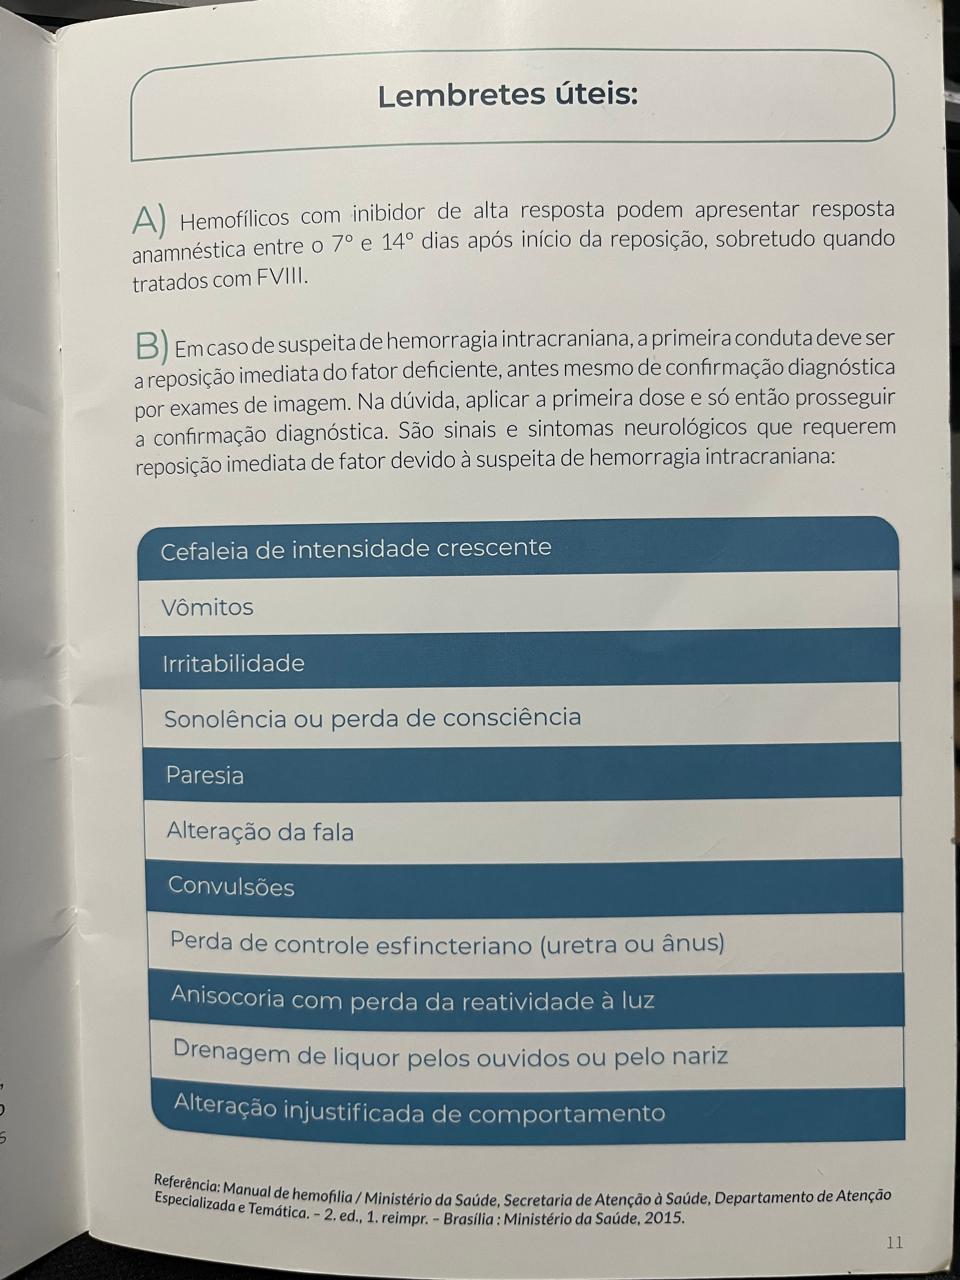 Lembretes úteis:
A) Hemofílicos com inibidor de alta resposta podem apresentar resposta
anamnéstica entre o 7º e 14º dias após início da reposição, sobretudo quando
tratados com FVIII.
B) Em caso de suspeita de hemorragia intracraniana, a primeira conduta deve ser
a reposição imediata do fator deficiente, antes mesmo de confirmação diagnóstica
por exames de imagem. Na dúvida, aplicar a primeira dose e só então prosseguir
a confirmação diagnóstica. São sinais e sintomas neurológicos que requerem
reposição imediata de fator devido à suspeita de hemorragia intracraniana:
Cefaleia de intensidade crescente
Vômitos
Irritabilidade
Sonolência ou perda de consciência
Paresia
Alteração da fala
Convulsões
Perda de controle esfincteriano (uretra ou ânus)
Anisocoria com perda da reatividade à luz
Drenagem de liquor pelos ouvidos ou pelo nariz
Alteração injustificada de comportamento
Referência: Manual de hemofilia / Ministério da Saúde, Secretaria de Atenção à Saúde, Departamento de Atenção
Especializada e Temática. – 2. ed., 1. reimpr. – Brasília : Ministério da Saúde, 2015.
11